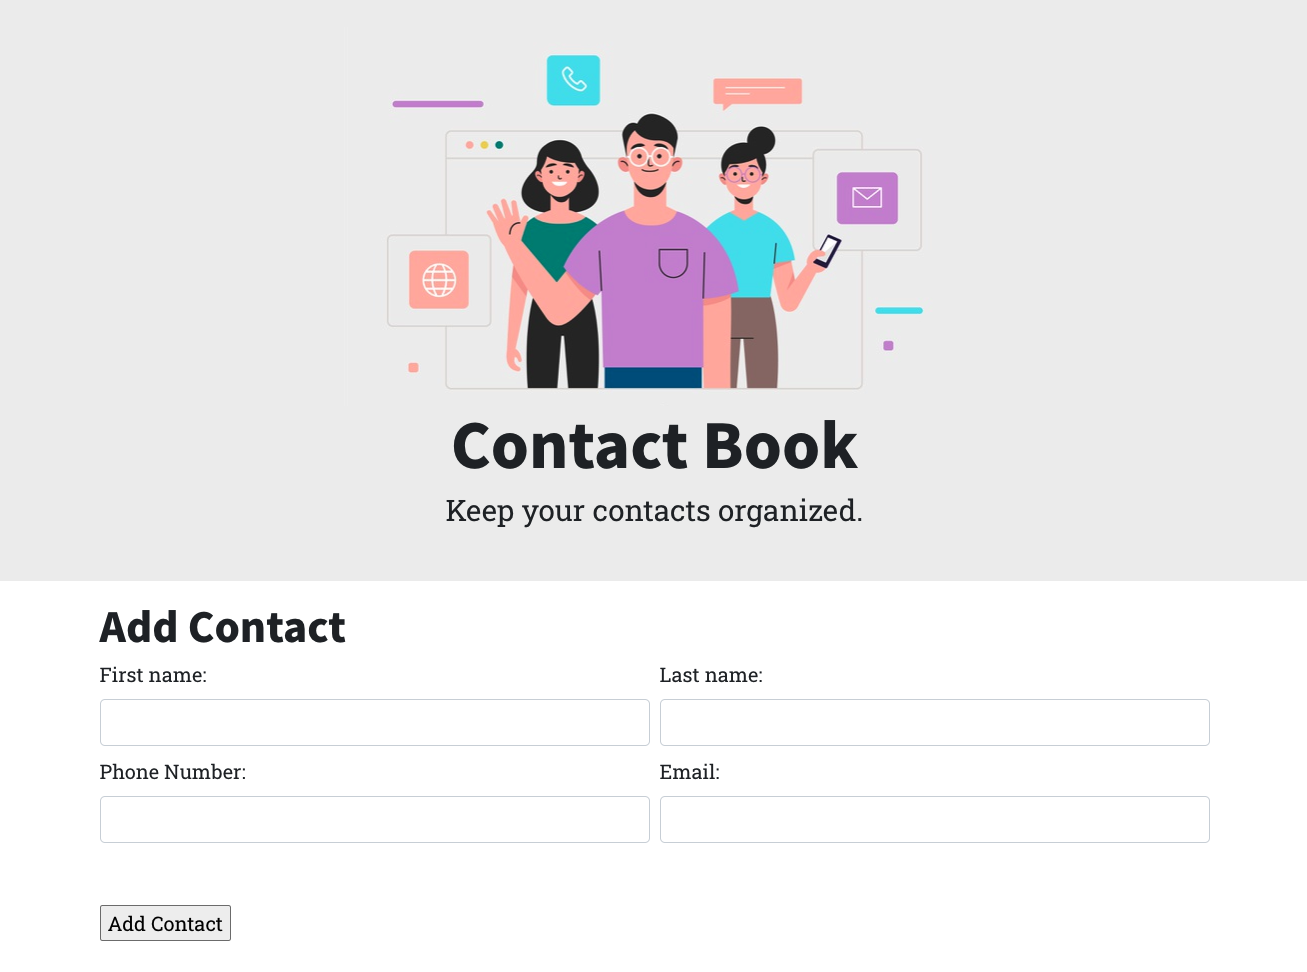 Contact Book
Keep your contacts organized.
Add Contact
First name:
Last name:
Phone Number:
Email:
Add Contact